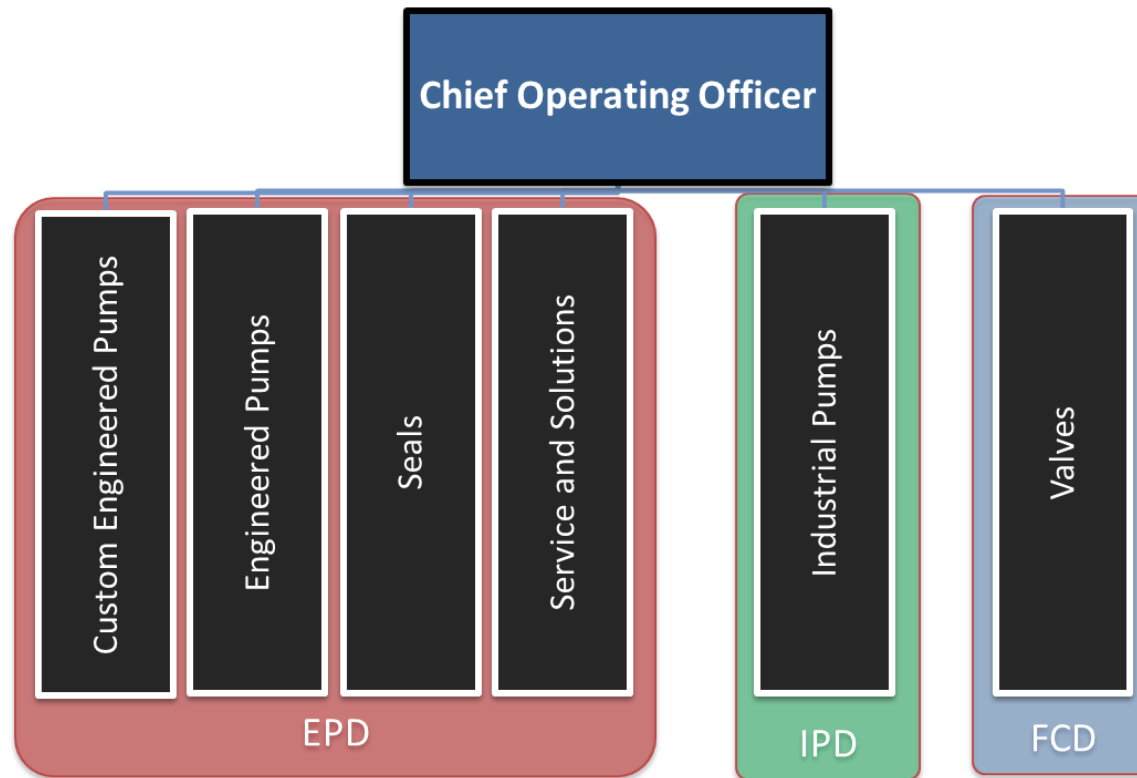 Chief Operating Officer
Custom Engineered Pumps
Engineered Pumps
Seals
Service and Solutions
Industrial Pumps
Valves
EPD
IPD
FCD